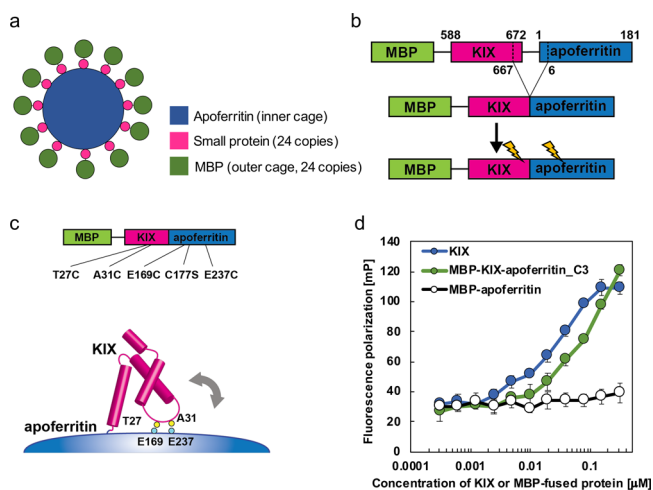 a
Apoferritin (inner cage)
Small protein (24 copies)
MBP (outer cage, 24 copies)
b
588 672 1 181
MBP KIX apoferritin
667 6
MBP KIX apoferritin
MBP KIX apoferritin
c
MBP KIX apoferritin
T27C A31C E169C C177S E237C
KIX
apoferritin T27 A31
E169 E237
d
140
120
100
80
60
40
20
0
Fluorescence polarization [mP]
KIX
MBP-KIX-apoferritin_C3
MBP-apoferritin
0.0001 0.001 0.01 0.1
Concentration of KIX or MBP-fused protein [μM]